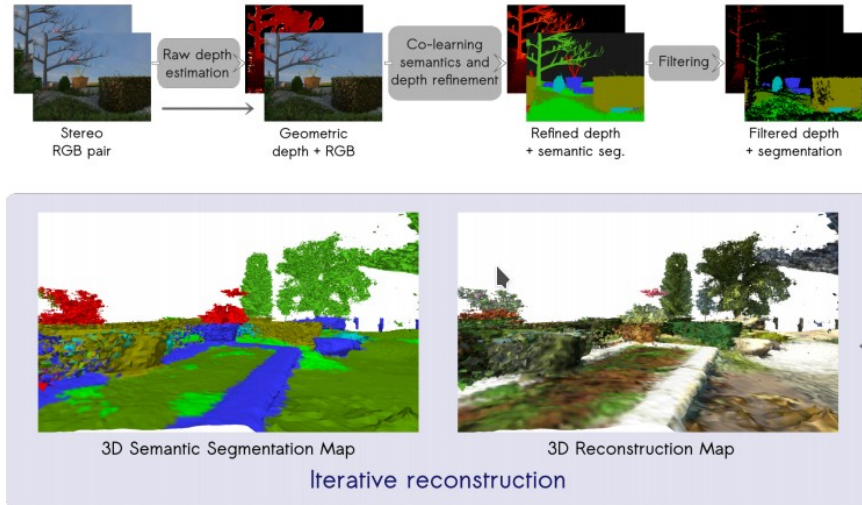 Raw depth
estimation
Co-learning
semantics and
depth refinement
Filtering
Stereo
RGB pair
Geometric
depth + RGB
Refined depth
+ semantic seg.
Filtered depth
+ segmentation
3D Semantic Segmentation Map
3D Reconstruction Map
Iterative reconstruction